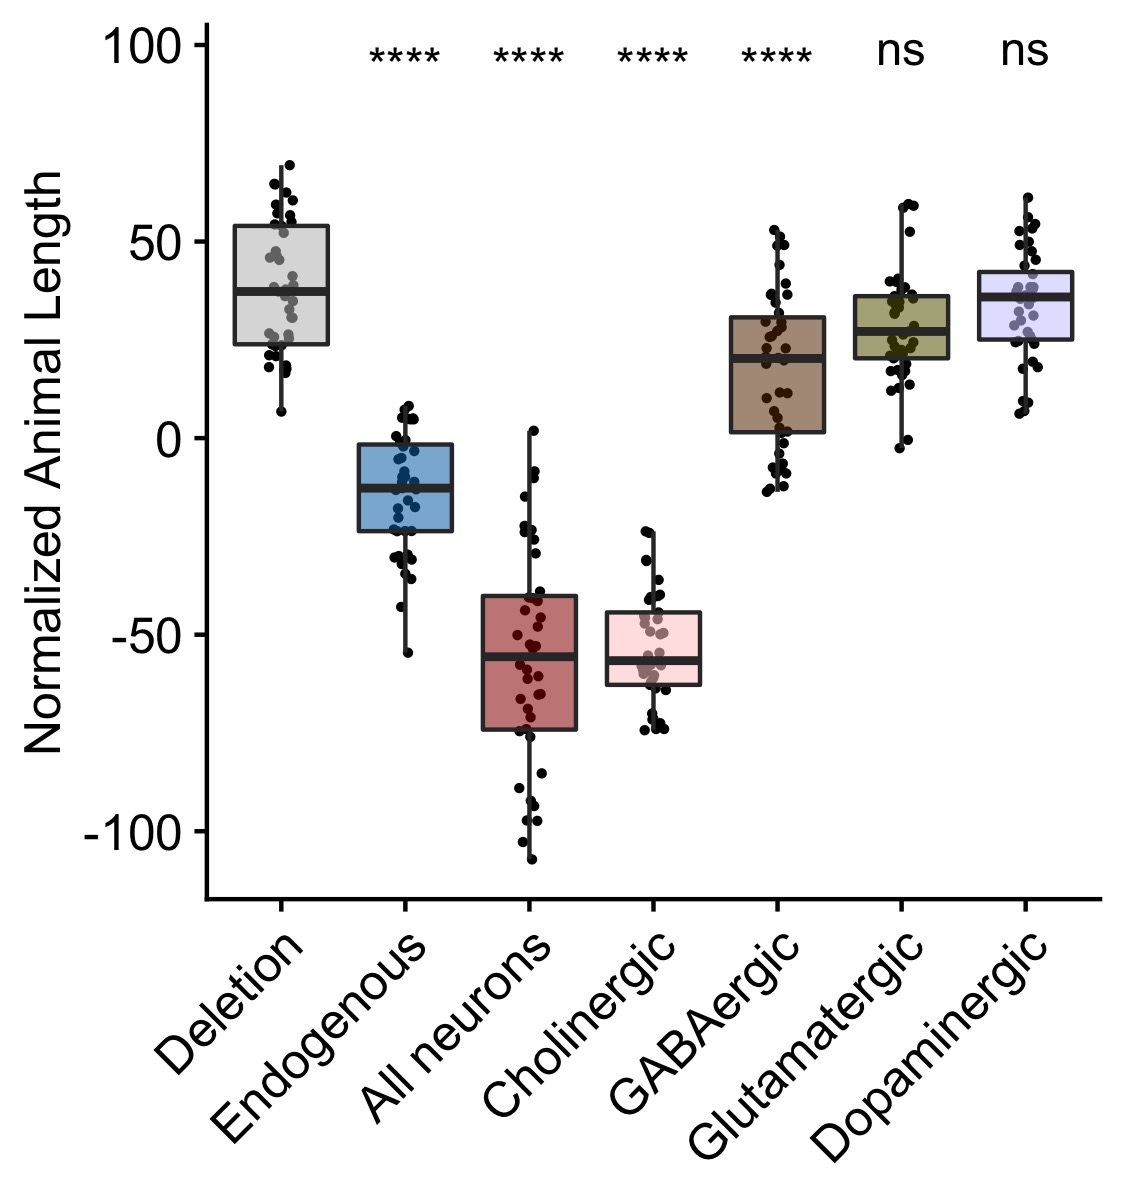 Normalized Animal Length
100
50
0
-50
-100
**** **** **** **** ns ns
Deletion
Endogenous
All neurons
Cholinergic
GABAergic
Glutamatergic
Dopaminergic